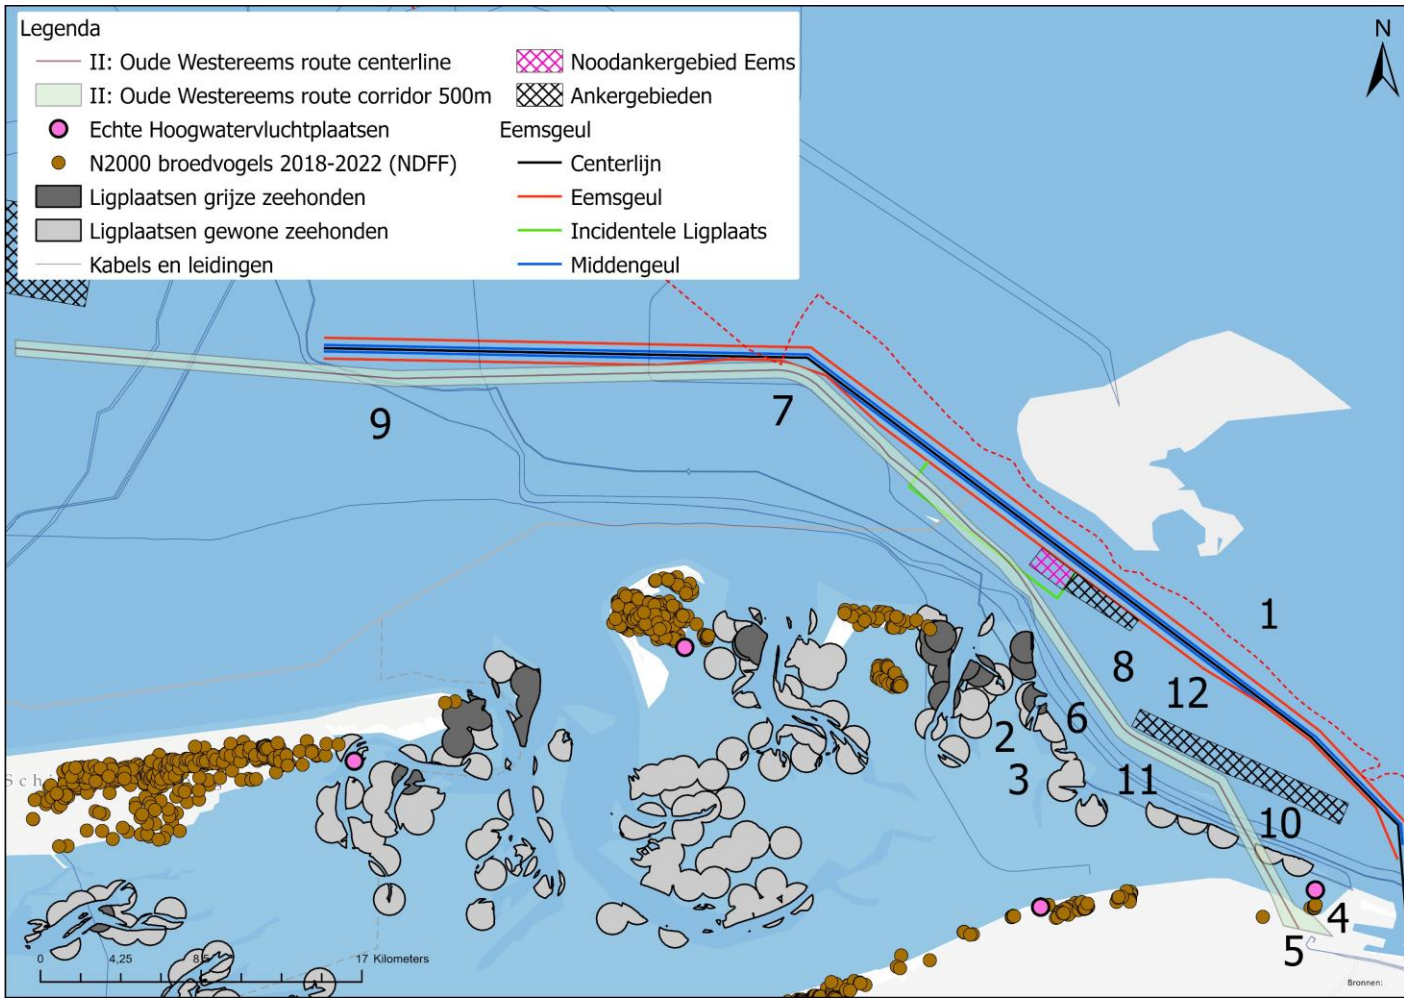 Legenda
II: Oude Westereems route centerline
II: Oude Westereems route corridor 500m
Echte Hoogwatervluchtplaatsen
N2000 broedvogels 2018-2022 (NDFF)
Ligplaatsen grijze zeehonden
Ligplaatsen gewone zeehonden
Kabels en leidingen
Noodankergebied Eems
Ankergebieden
Eemsgeul
Centerlijn
Eemsgeul
Incidentele Ligplaats
Middengeul
N
9
7
1
8
12
6
2
3
11
10
4
5
0 4,25 8,5 17 Kilometers
Bronnen: